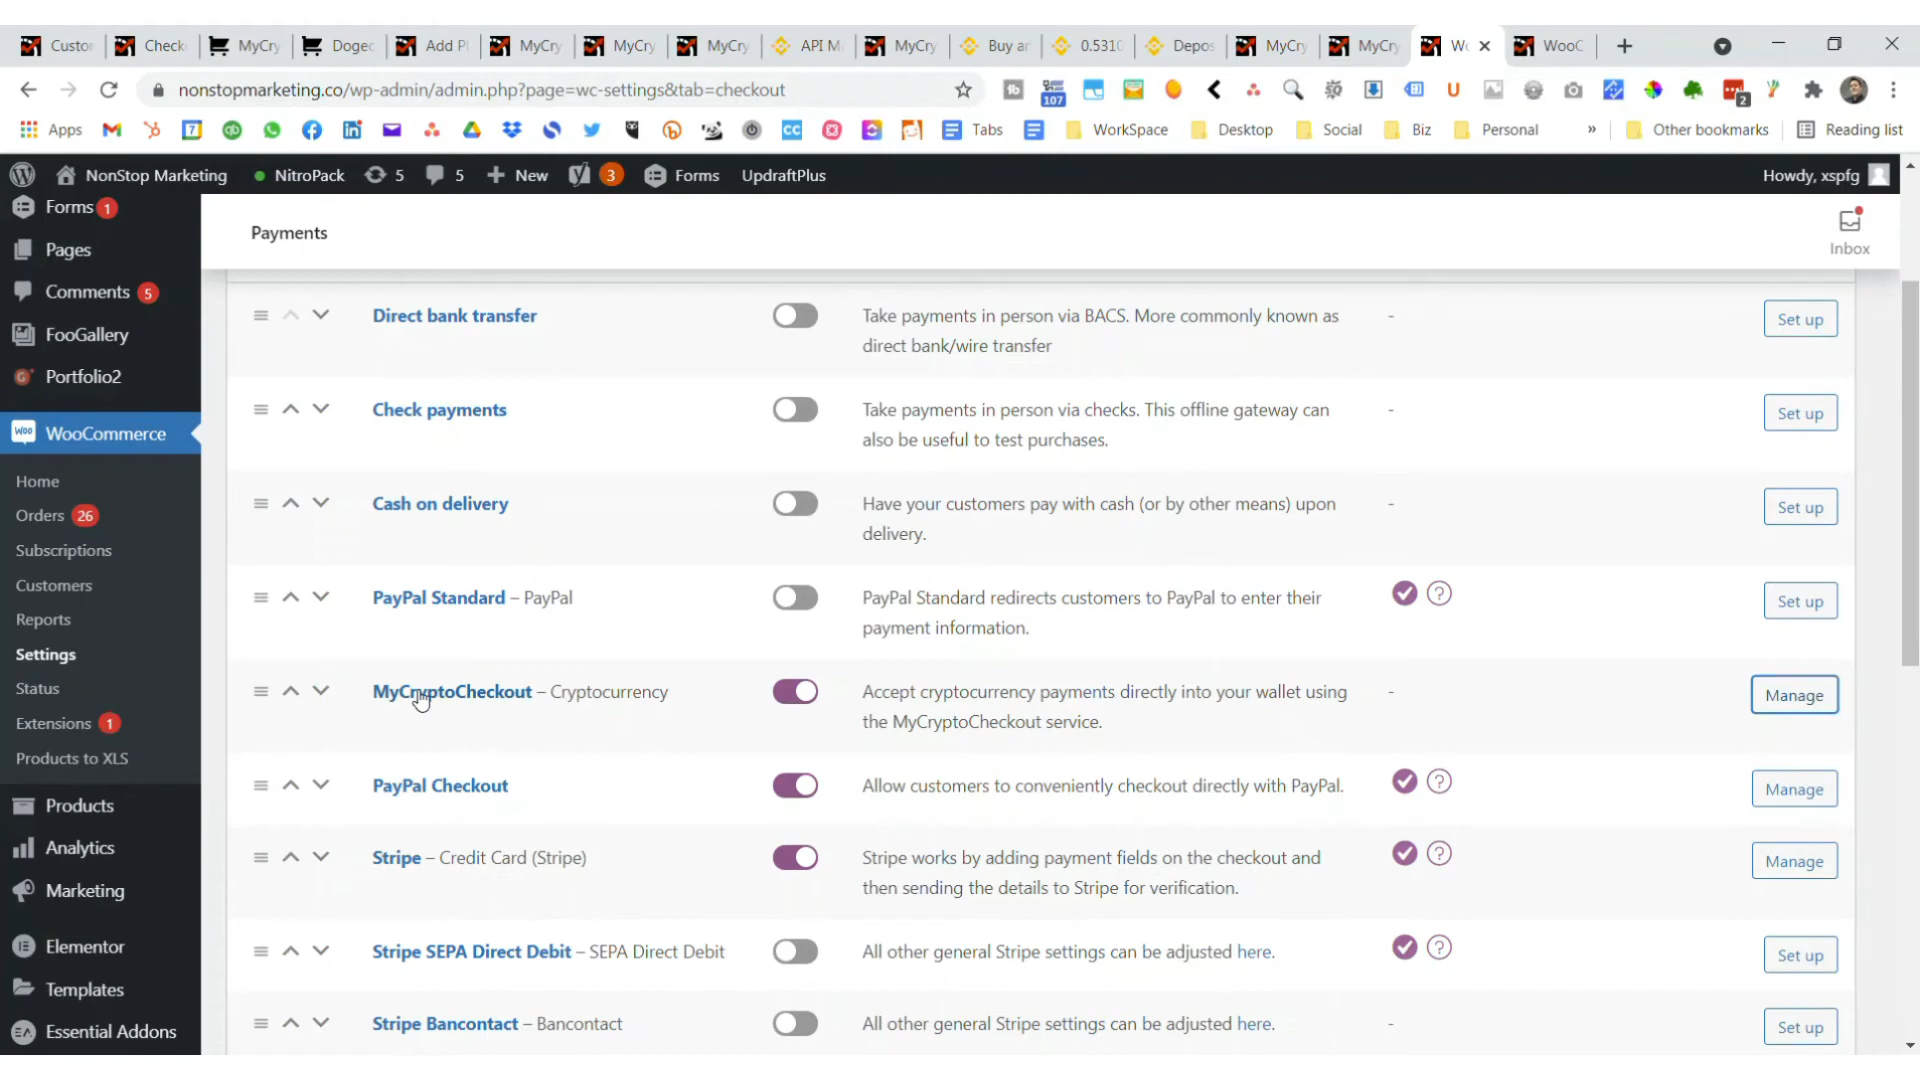 Custor
Check
MyCry
Dogec
Add Pl
MyCry
MyCry
MyCry
API M
MyCry
Buy ar
0.5310
Depos
MyCry
MyCry
Wo
WooC
nonstopmarketing.co/wp-admin/admin.php?page=wc-settings&tab=checkout
107
2
Apps
7
CC
Tabs
WorkSpace
Desktop
Social
Biz
Personal
»
Other bookmarks
Reading list
NonStop Marketing
NitroPack
5
5
New
3
Forms
UpdraftPlus
Howdy, xspfg
Forms 1
Pages
Comments 5
FooGallery
Portfolio2
WooCommerce
Home
Orders 26
Subscriptions
Customers
Reports
Settings
Status
Extensions 1
Products to XLS
Products
Analytics
Marketing
Elementor
Templates
Essential Addons
Payments
Inbox
Direct bank transfer
Take payments in person via BACS. More commonly known as
direct bank/wire transfer
-
Set up
Check payments
Take payments in person via checks. This offline gateway can
also be useful to test purchases.
-
Set up
Cash on delivery
Have your customers pay with cash (or by other means) upon
delivery.
-
Set up
PayPal Standard – PayPal
PayPal Standard redirects customers to PayPal to enter their
payment information.
?
Set up
MyCryptoCheckout – Cryptocurrency
Accept cryptocurrency payments directly into your wallet using
the MyCryptoCheckout service.
-
Manage
PayPal Checkout
Allow customers to conveniently checkout directly with PayPal.
?
Manage
Stripe – Credit Card (Stripe)
Stripe works by adding payment fields on the checkout and
then sending the details to Stripe for verification.
?
Manage
Stripe SEPA Direct Debit – SEPA Direct Debit
All other general Stripe settings can be adjusted here.
?
Set up
Stripe Bancontact – Bancontact
All other general Stripe settings can be adjusted here.
-
Set up